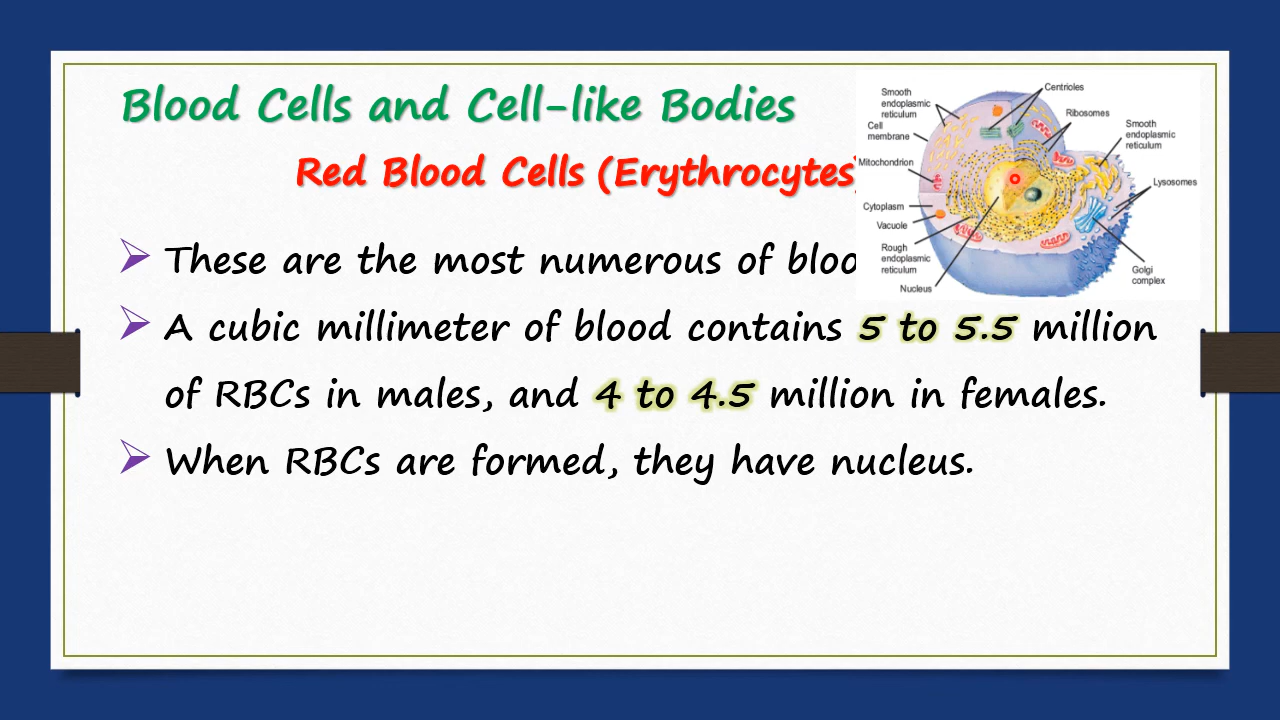 Blood Cells and Cell-like Bodies
Red Blood Cells (Erythrocytes)
These are the most numerous of
A cubic millimeter of blood contains 5 to 5.5 million
of RBCs in males, and 4 to 4.5 million in females.
When RBCs are formed, they have nucleus.
Smooth
endoplasmic
reticulum
Cell
membrane
Mitochondrion
Cytoplasm
Vacuole
Rough
endoplasmic
reticulum
Nucleus
Centrioles
Ribosomes
Smooth
endoplasmic
reticulum
Lysosomes
Golgi
complex